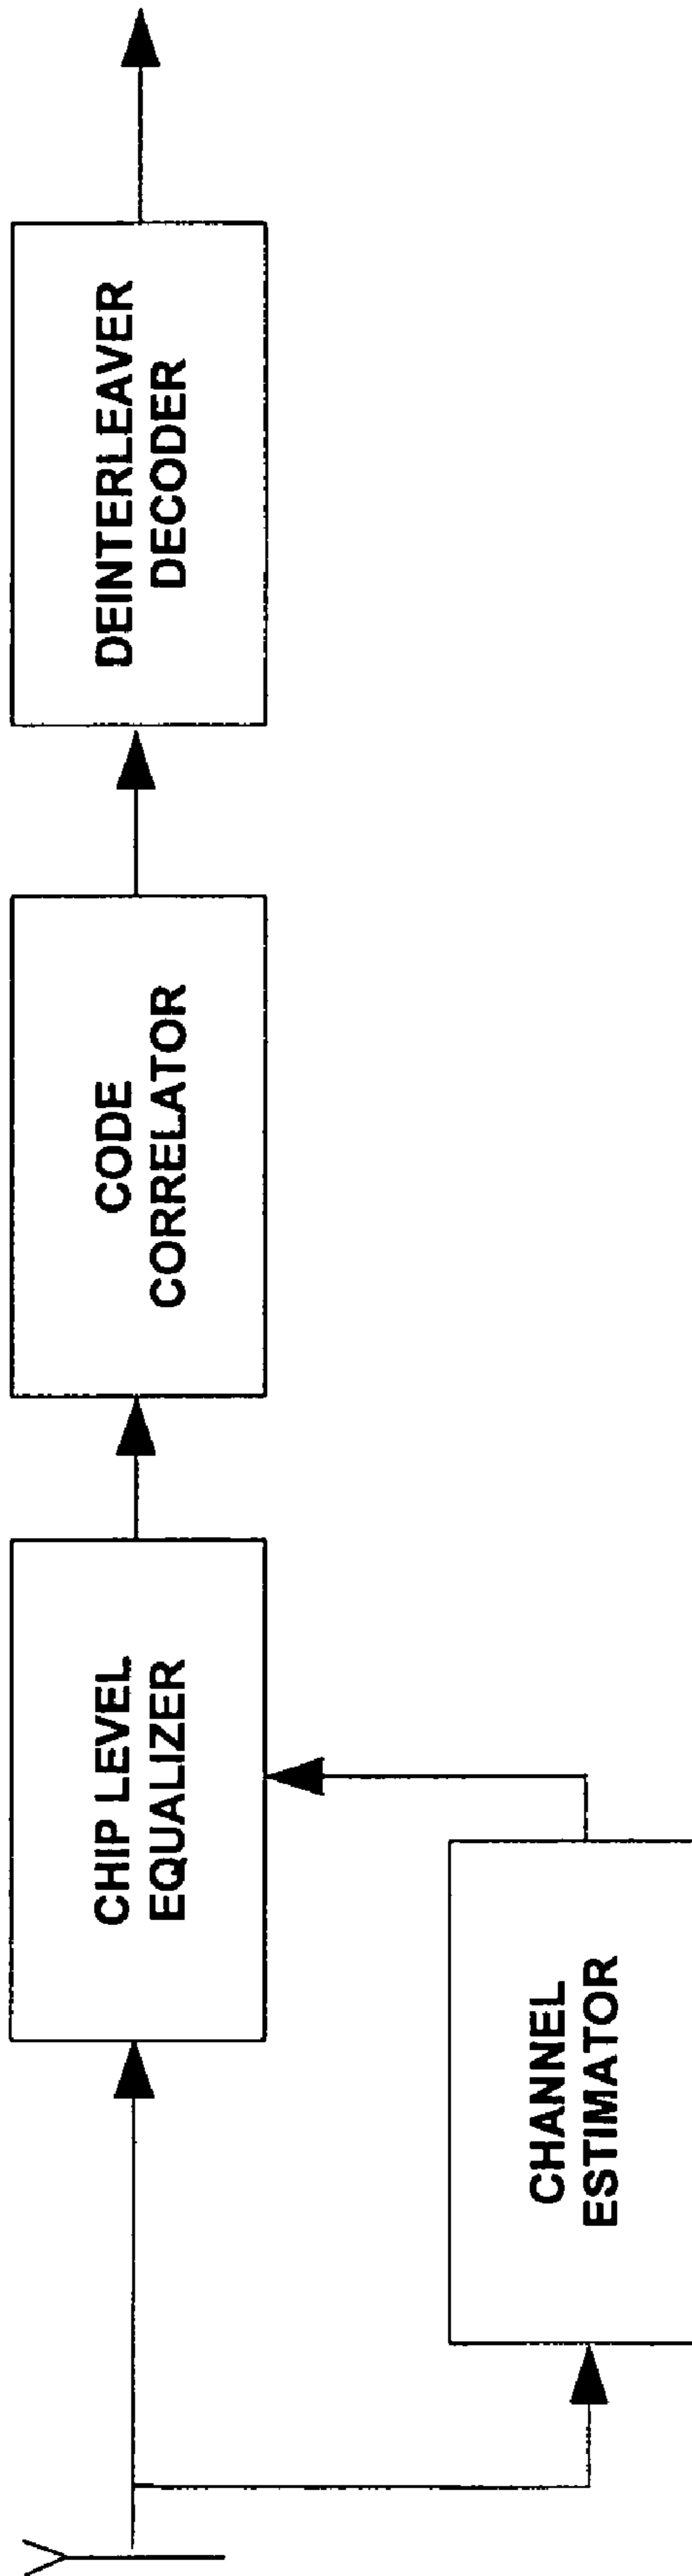 CHIP LEVEL
EQUALIZER
CODE
CORRELATOR
DEINTERLEAVER
DECODER
CHANNEL
ESTIMATOR